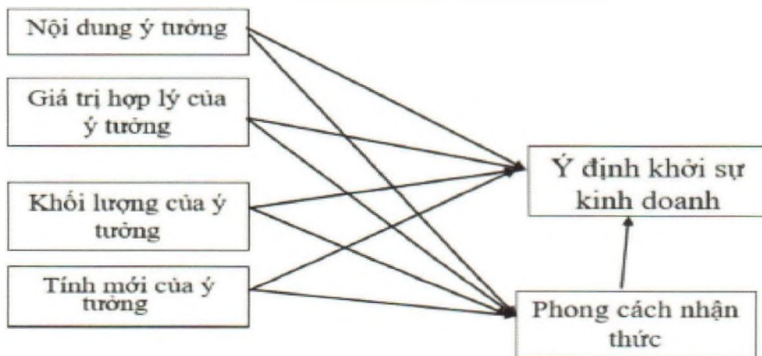 Nội dung ý tưởng
Giá trị hợp lý của
ý tưởng
Khối lượng của ý
tưởng
Tính mới của ý
tưởng
Ý định khởi sự
kinh doanh
Phong cách nhận
thức